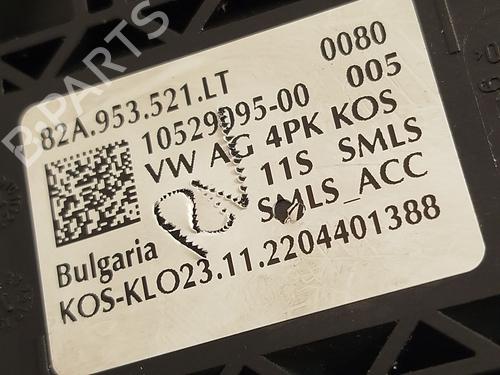 82A.953.521.LT
0080
10529095-00 005
VW AG 4PK KOS
11S SMLS
SMLS_ACC
Bulgaria
KOS-KLO23.11.2204401388
B-PARTS